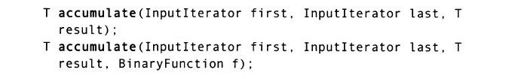 T accumulate(InputIterator first, InputIterator last, T
result);
T accumulate(InputIterator first, InputIterator last, T
result, BinaryFunction f);